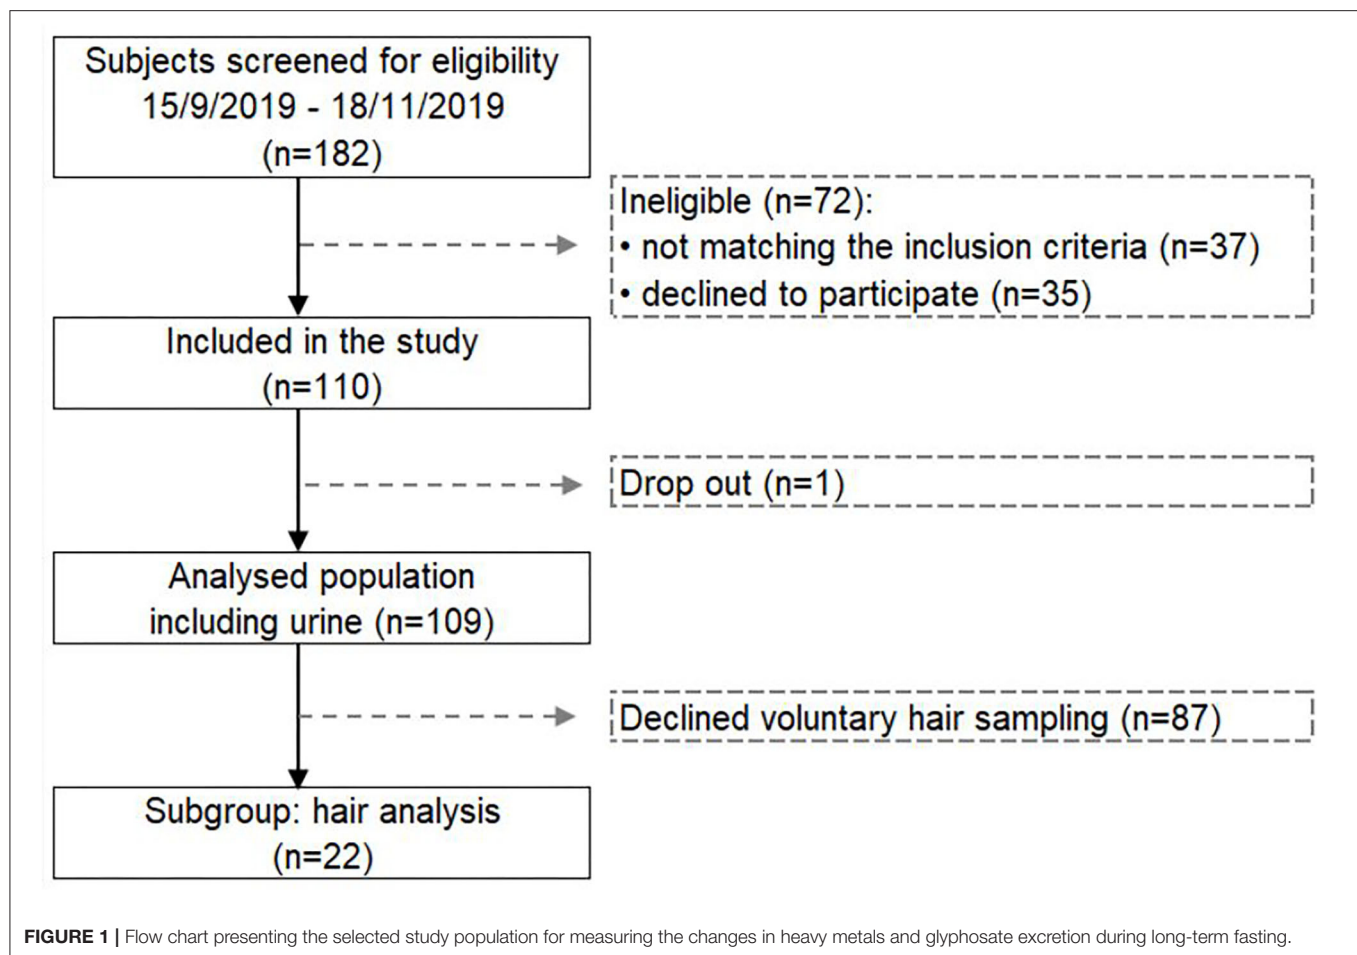 Subjects screened for eligibility
15/9/2019 - 18/11/2019
(n=182)
Ineligible (n=72):
• not matching the inclusion criteria (n=37)
• declined to participate (n=35)
Included in the study
(n=110)
Drop out (n=1)
Analysed population
including urine (n=109)
Declined voluntary hair sampling (n=87)
Subgroup: hair analysis
(n=22)
FIGURE 1 | Flow chart presenting the selected study population for measuring the changes in heavy metals and glyphosate excretion during long-term fasting.